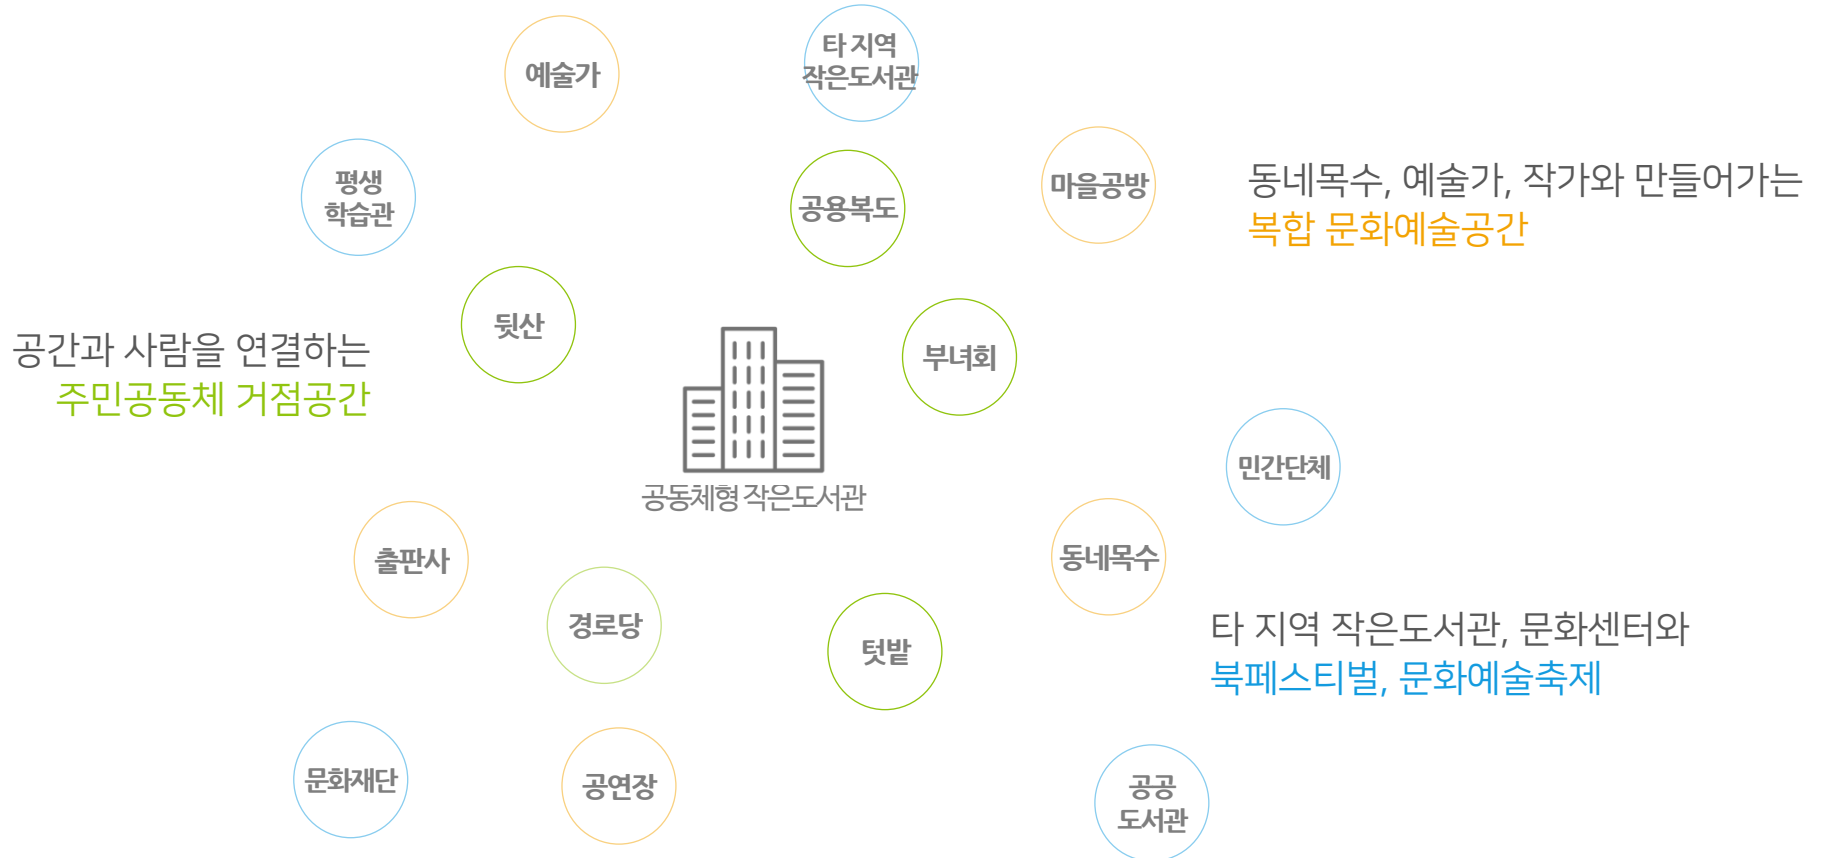 예술가
타 지역
작은도서관
평생
학습관
공용복도
마을공방
동네목수, 예술가, 작가와 만들어가는
복합 문화예술공간
뒷산
부녀회
공간과 사람을 연결하는
주민공동체 거점공간
공동체형 작은도서관
민간단체
출판사
동네목수
경로당
텃밭
타 지역 작은도서관, 문화센터와
북페스티벌, 문화예술축제
문화재단
공연장
공공
도서관